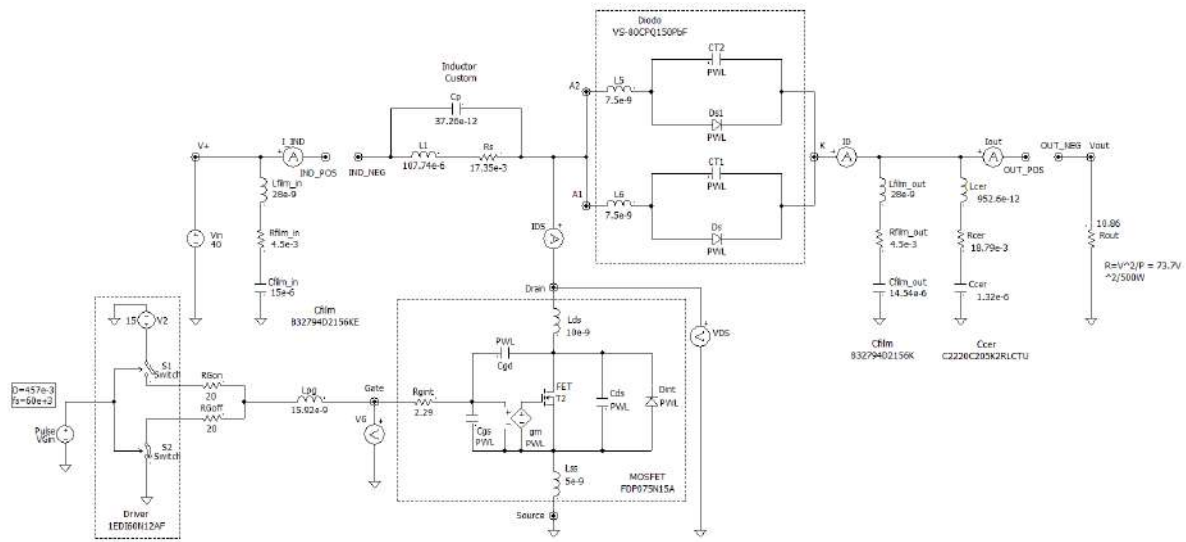 Diodo
VS-80CPQ150PbF
CT2
PWL
A2
L5
7.5e-9
Ds1
PWL
Inductor
Custom
Cp
37.26e-12
L1
107.74e-6
Rs
17.35e-3
V+
I_IND
IND_POS
IND_NEG
A1
L6
7.5e-9
CT1
PWL
Ds
PWL
K
ID
Iout
OUT_POS
OUT_NEG
Vout
Lfilm_in
28e-9
Rfilm_in
4.5e-3
Cfilm_in
15e-6
Cfilm
B32794D2156KE
Vin
40
IDS
Drain
Lfilm_out
28e-9
Rfilm_out
4.5e-3
Cfilm_out
14.54e-6
Cfilm
B32794D2156K
Lcer
952.6e-12
Rcer
18.79e-3
Ccer
1.32e-6
Ccer
C2220C205K2RLCTU
10.86
Rout
R=V^2/P = 73.7V
^2/500W
15
V2
S1
Switch
RGon
20
RGoff
20
S2
Switch
D=457e-3
fs=60e+3
Pulse
VGin
Driver
1EDI60N12AF
Lpg
15.92e-9
Gate
VG
Rgint
2.29
Lds
10e-9
PWL
Cgd
FET
T2
Cgs
PWL
gm
PWL
Cds
PWL
Dint
PWL
VDS
Lss
5e-9
MOSFET
FDP075N15A
Source